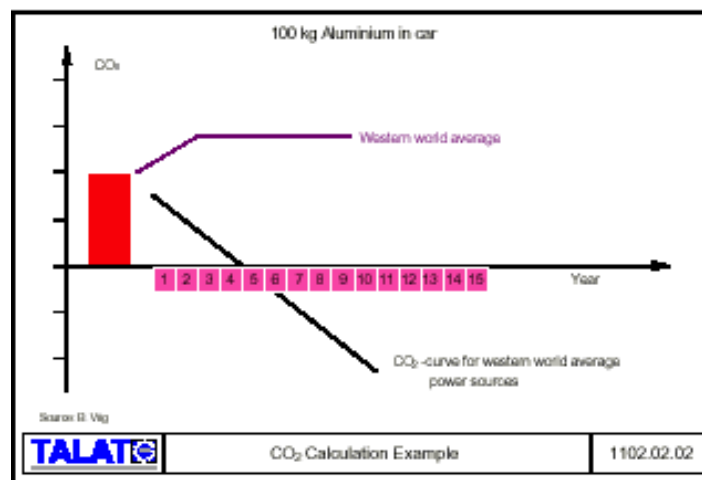 100 kg Aluminium in car
CO₂
Western world average
1 2 3 4 5 6 7 8 9 10 11 12 13 14 15
Year
CO₂ -curve for western world average
power sources
Source: B. Viig
TALAT
CO₂ Calculation Example
1102.02.02